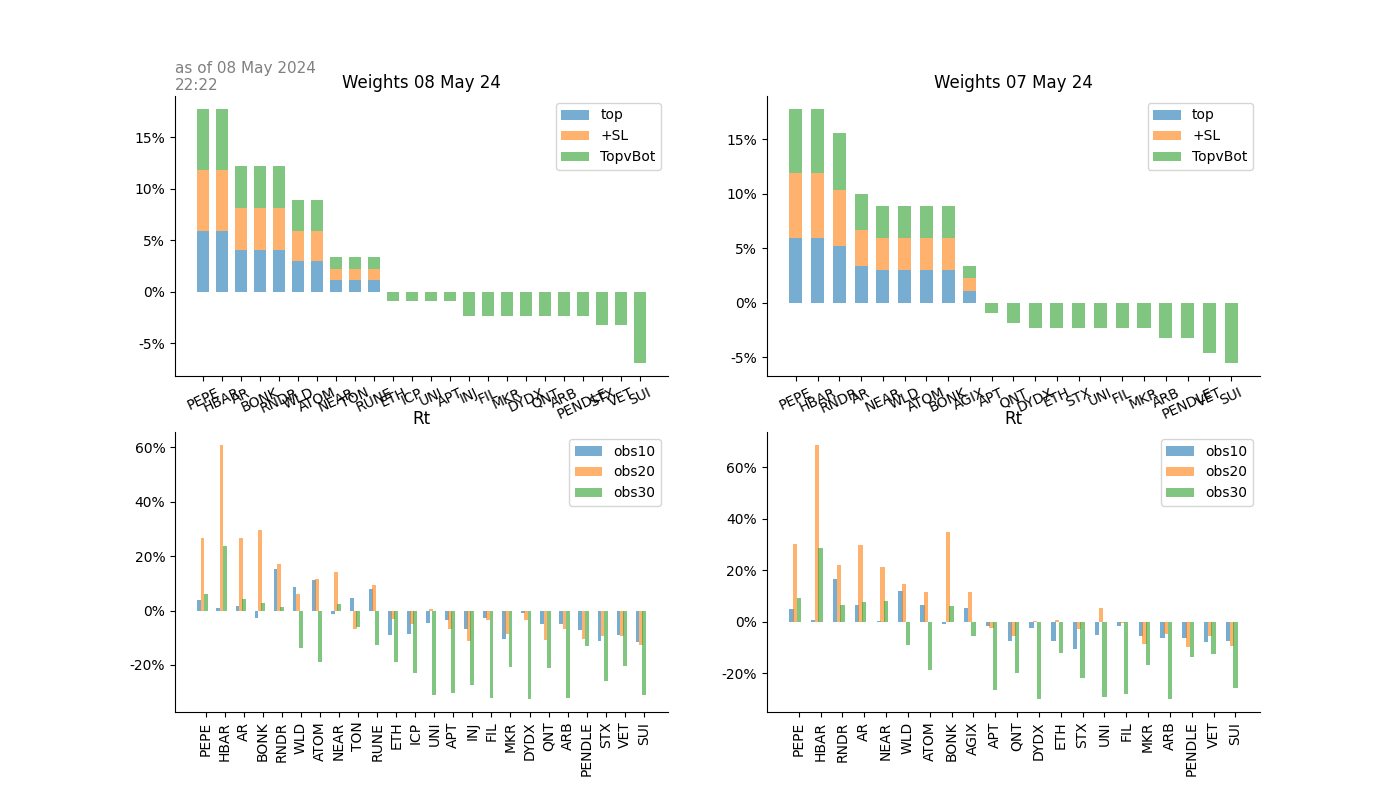 as of 08 May 2024
22:22
Weights 08 May 24
15%
10%
5%
0%
-5%
top
+SL
TopvBot
PEPE HBAR AR BONK RNDR WLD ATOM NEAR TON RUNE ETH ICP UNI APT INJ FIL MKR DYDX QNT ARB PENDLE STX VET SUI
Weights 07 May 24
15%
10%
5%
0%
-5%
top
+SL
TopvBot
PEPE HBAR RNDR AR NEAR WLD ATOM BONK AGIX APT QNT DYDX ETH STX UNI FIL MKR ARB PENDLE VET SUI
Rt
60%
40%
20%
0%
-20%
obs10
obs20
obs30
PEPE HBAR AR BONK RNDR WLD ATOM NEAR TON RUNE ETH ICP UNI APT INJ FIL MKR DYDX QNT ARB PENDLE STX VET SUI
Rt
60%
40%
20%
0%
-20%
obs10
obs20
obs30
PEPE HBAR RNDR AR NEAR WLD ATOM BONK AGIX APT QNT DYDX ETH STX UNI FIL MKR ARB PENDLE VET SUI